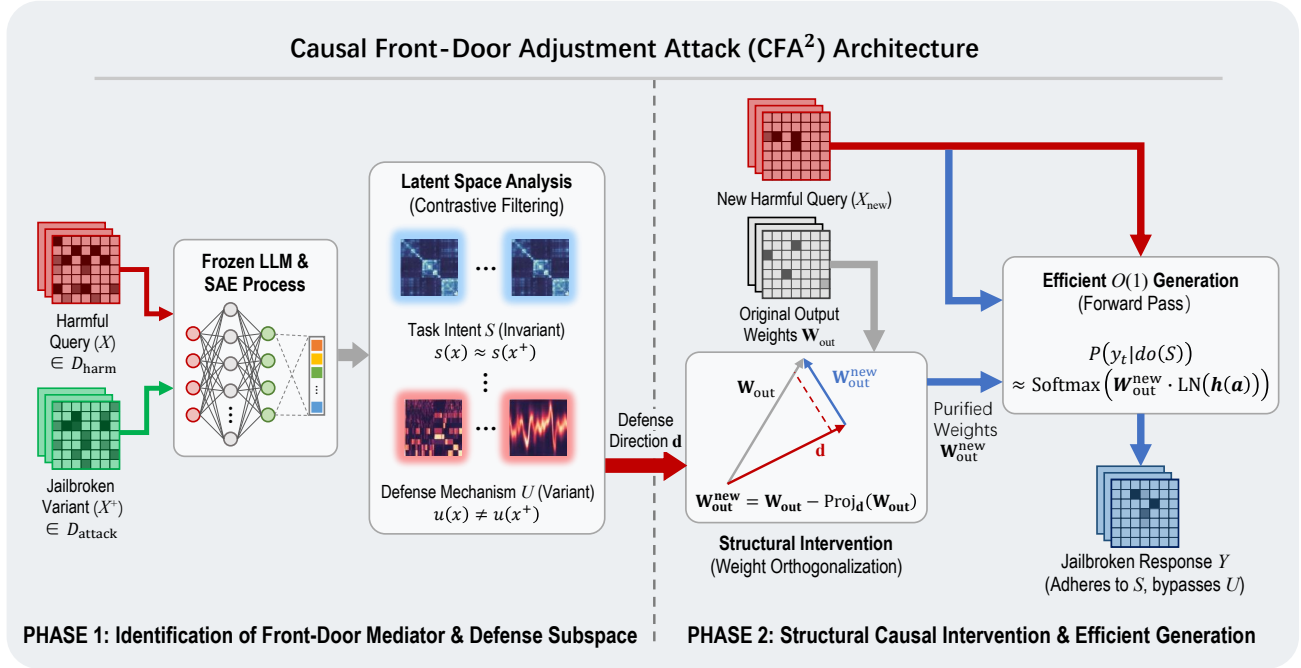 Causal Front-Door Adjustment Attack (CFA²) Architecture
Harmful
Query (X)
∈ D_harm
Jailbroken
Variant (X⁺)
∈ D_attack
Frozen LLM &
SAE Process
Latent Space Analysis
(Contrastive Filtering)
Task Intent S (Invariant)
s(x) ≈ s(x⁺)
Defense Mechanism U (Variant)
u(x) ≠ u(x⁺)
Defense
Direction d
PHASE 1: Identification of Front-Door Mediator & Defense Subspace
New Harmful Query (X_new)
Original Output
Weights W_out
W_out
W_out^new
d
W_out^new = W_out − Proj_d(W_out)
Structural Intervention
(Weight Orthogonalization)
Purified
Weights
W_out^new
Efficient O(1) Generation
(Forward Pass)
P(y_t|do(S))
≈ Softmax(W_out^new · LN(h(a)))
Jailbroken Response Y
(Adheres to S, bypasses U)
PHASE 2: Structural Causal Intervention & Efficient Generation